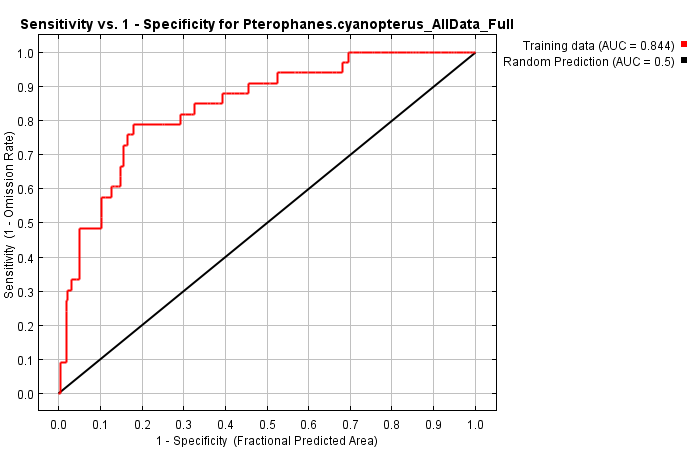 Sensitivity vs. 1 - Specificity for Pterophanes.cyanopterus_AllData_Full
Training data (AUC = 0.844)
Random Prediction (AUC = 0.5)
Sensitivity (1 - Omission Rate)
1.0
0.9
0.8
0.7
0.6
0.5
0.4
0.3
0.2
0.1
0.0
0.0 0.1 0.2 0.3 0.4 0.5 0.6 0.7 0.8 0.9 1.0
1 - Specificity (Fractional Predicted Area)